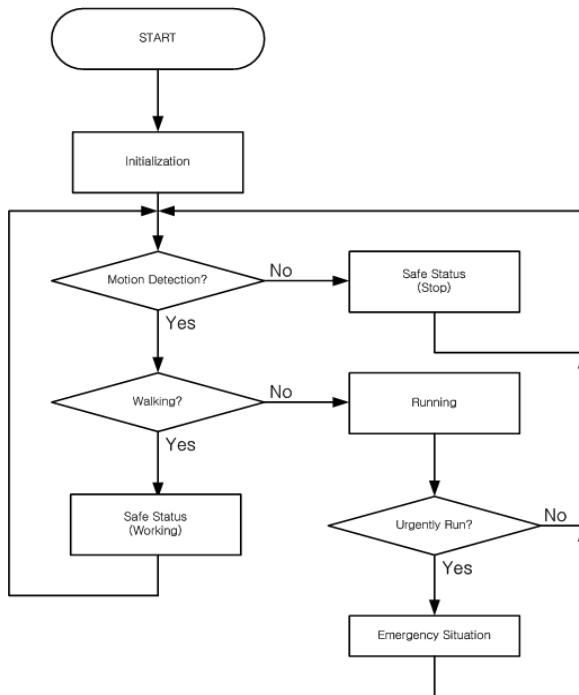 START
Initialization
Motion Detection?
No
Safe Status
(Stop)
Yes
Walking?
No
Running
Yes
Safe Status
(Working)
Urgently Run?
No
Yes
Emergency Situation